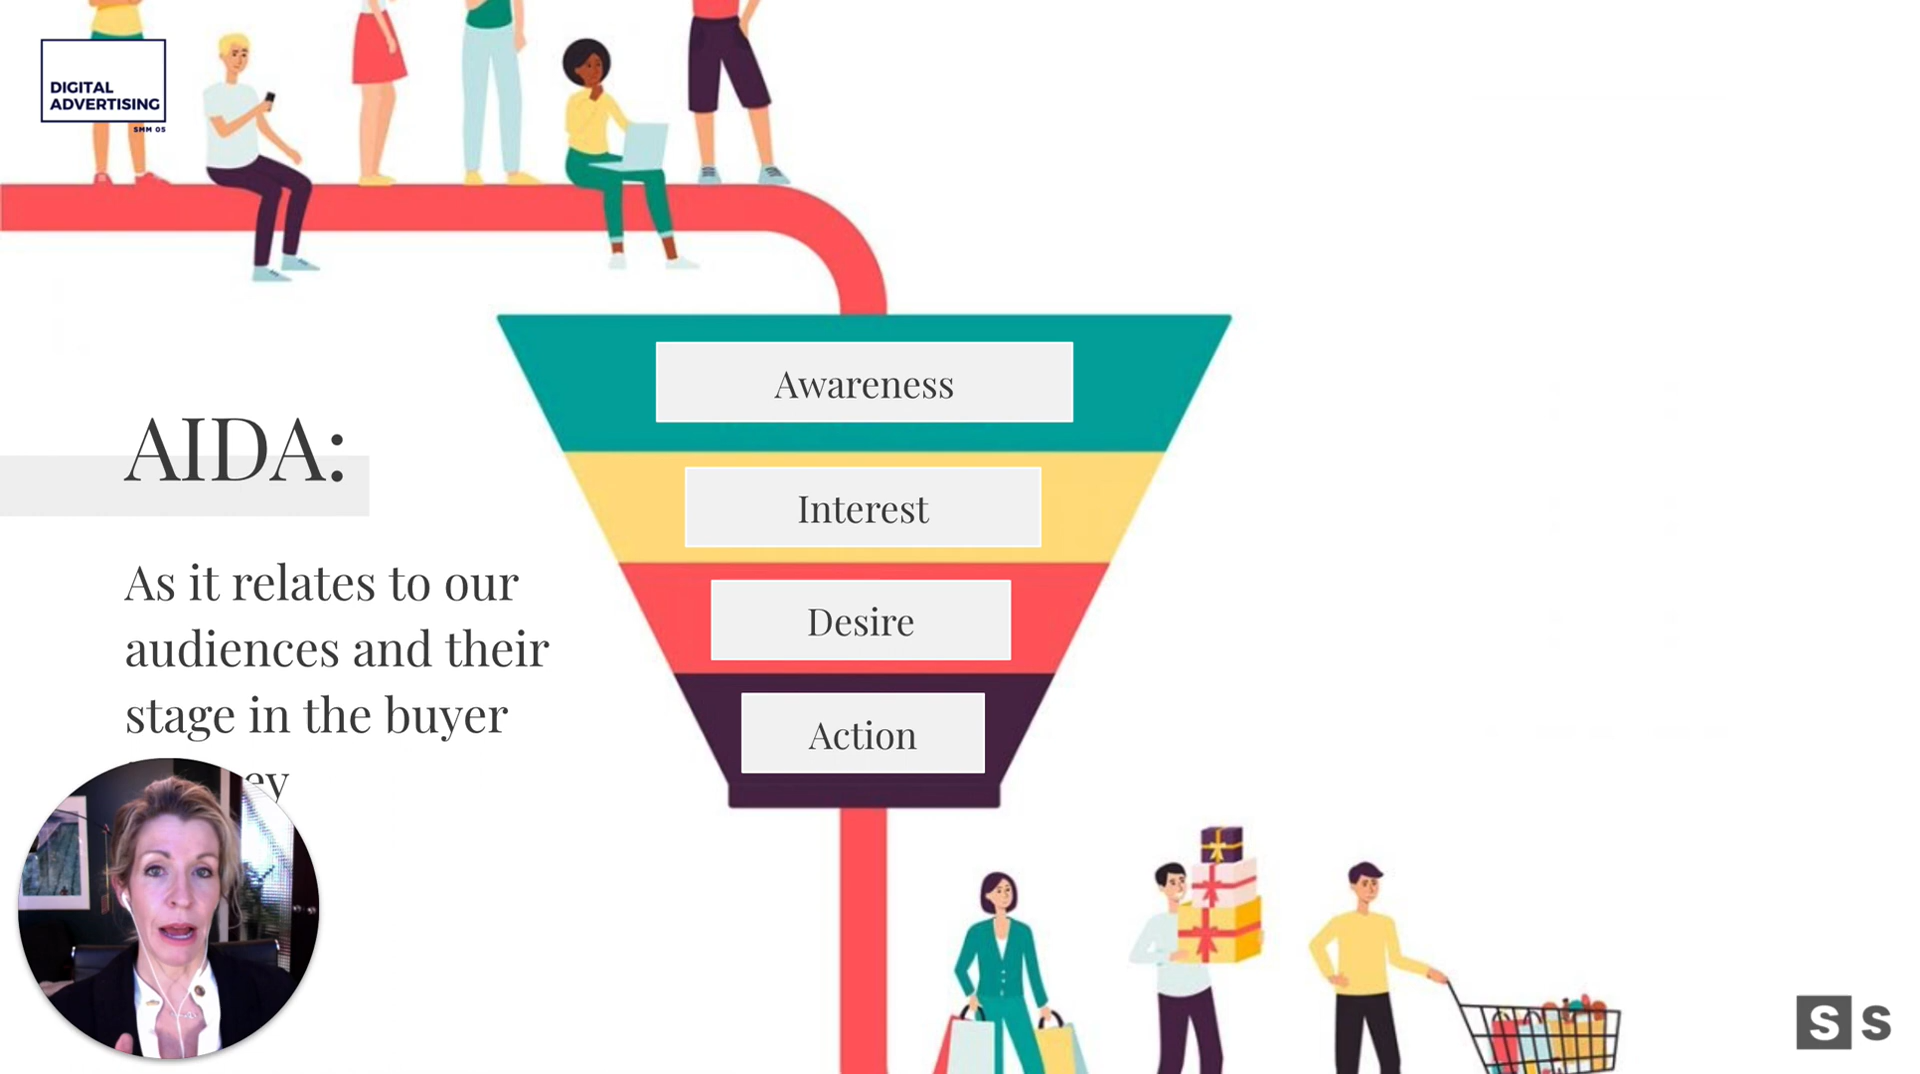 DIGITAL
ADVERTISING
SMM 05
AIDA:
As it relates to our
audiences and their
stage in the buyer
Awareness
Interest
Desire
Action
S S